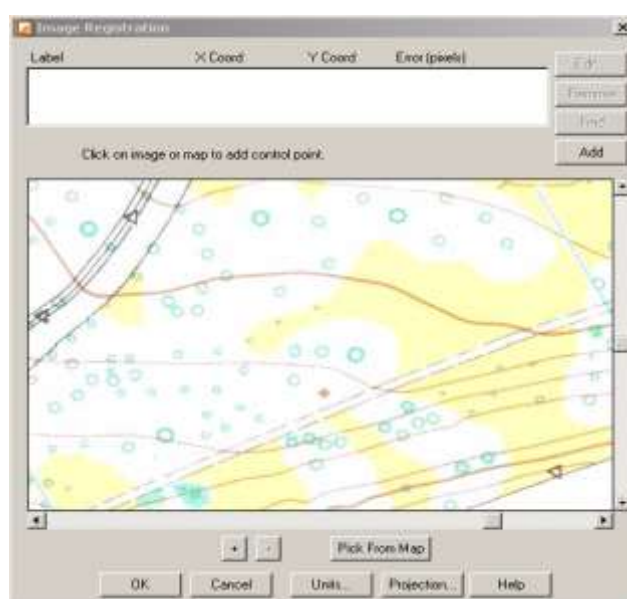 Image Registration
Label X Coord Y Coord Error (pixels)
Edit...
Remove
Find
Click on image or map to add control point.
Add
+ - Pick From Map
OK Cancel Units... Projection... Help